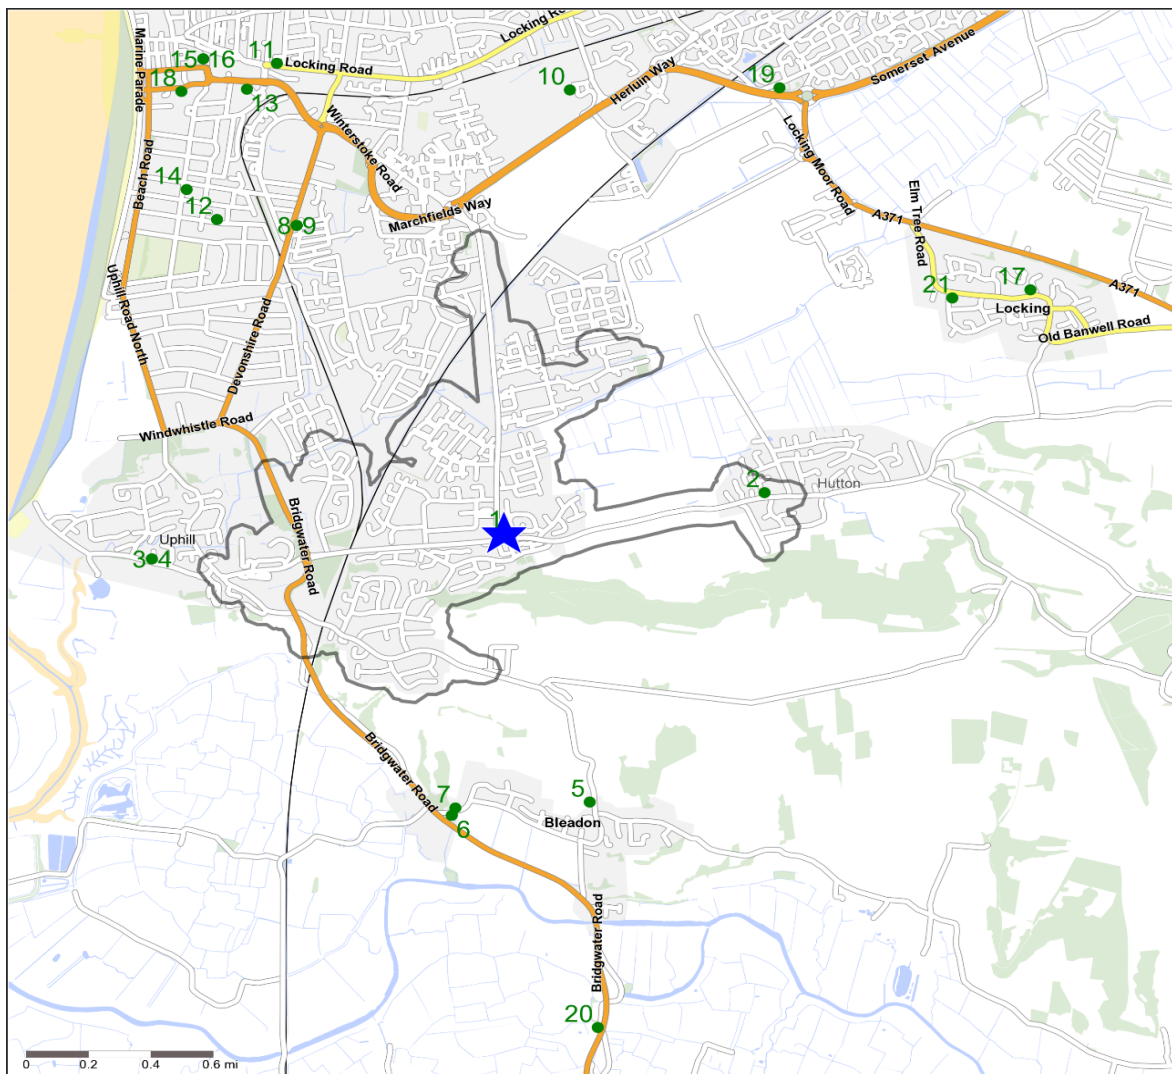 Marine Parade
15
16
11
Locking Road
Locking Ro
18
13
10
Herluin Way
19
Somerset Avenue
Winterstoke Road
Beach Road
14
12
8
9
Marchfields Way
Locking Moor Road
Elm Tree Road
A371
Uphill Road North
Devonshire Road
21
17
Locking
A371
Old Banwell Road
Windwhistle Road
2
Hutton
1
Bridgwater Road
Uphill
3
4
Bridgwater Road
7
6
5
Bleadon
Bridgwater Road
20
0
0.2
0.4
0.6 mi